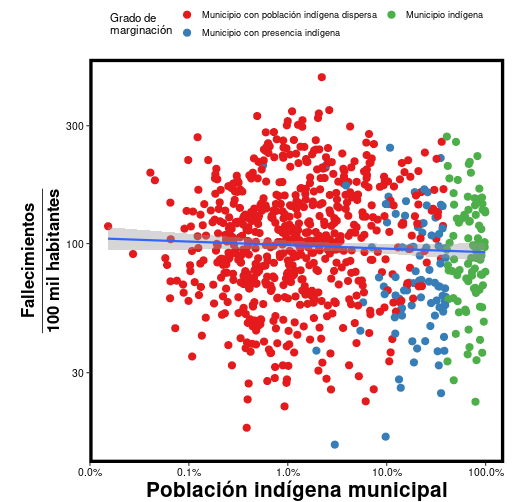 Grado de
marginación
Municipio con población indígena dispersa
Municipio indígena
Municipio con presencia indígena
Fallecimientos
100 mil habitantes
300
100
30
0.0%
0.1%
1.0%
10.0%
100.0%
Población indígena municipal